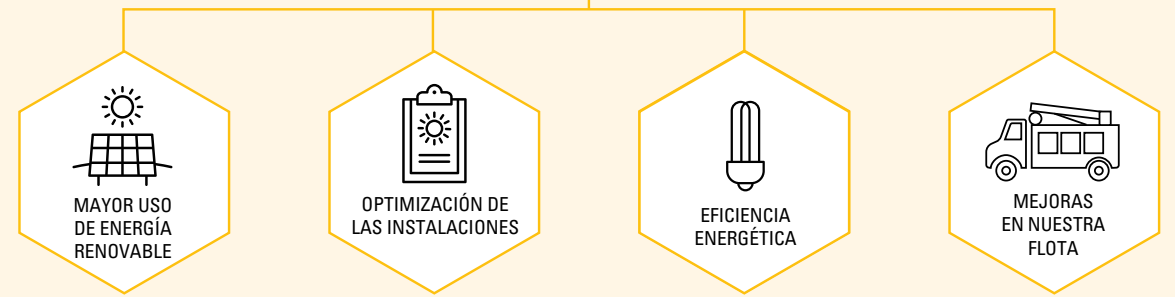 MAYOR USO
DE ENERGÍA
RENOVABLE
OPTIMIZACIÓN DE
LAS INSTALACIONES
EFICIENCIA
ENERGÉTICA
MEJORAS
EN NUESTRA
FLOTA